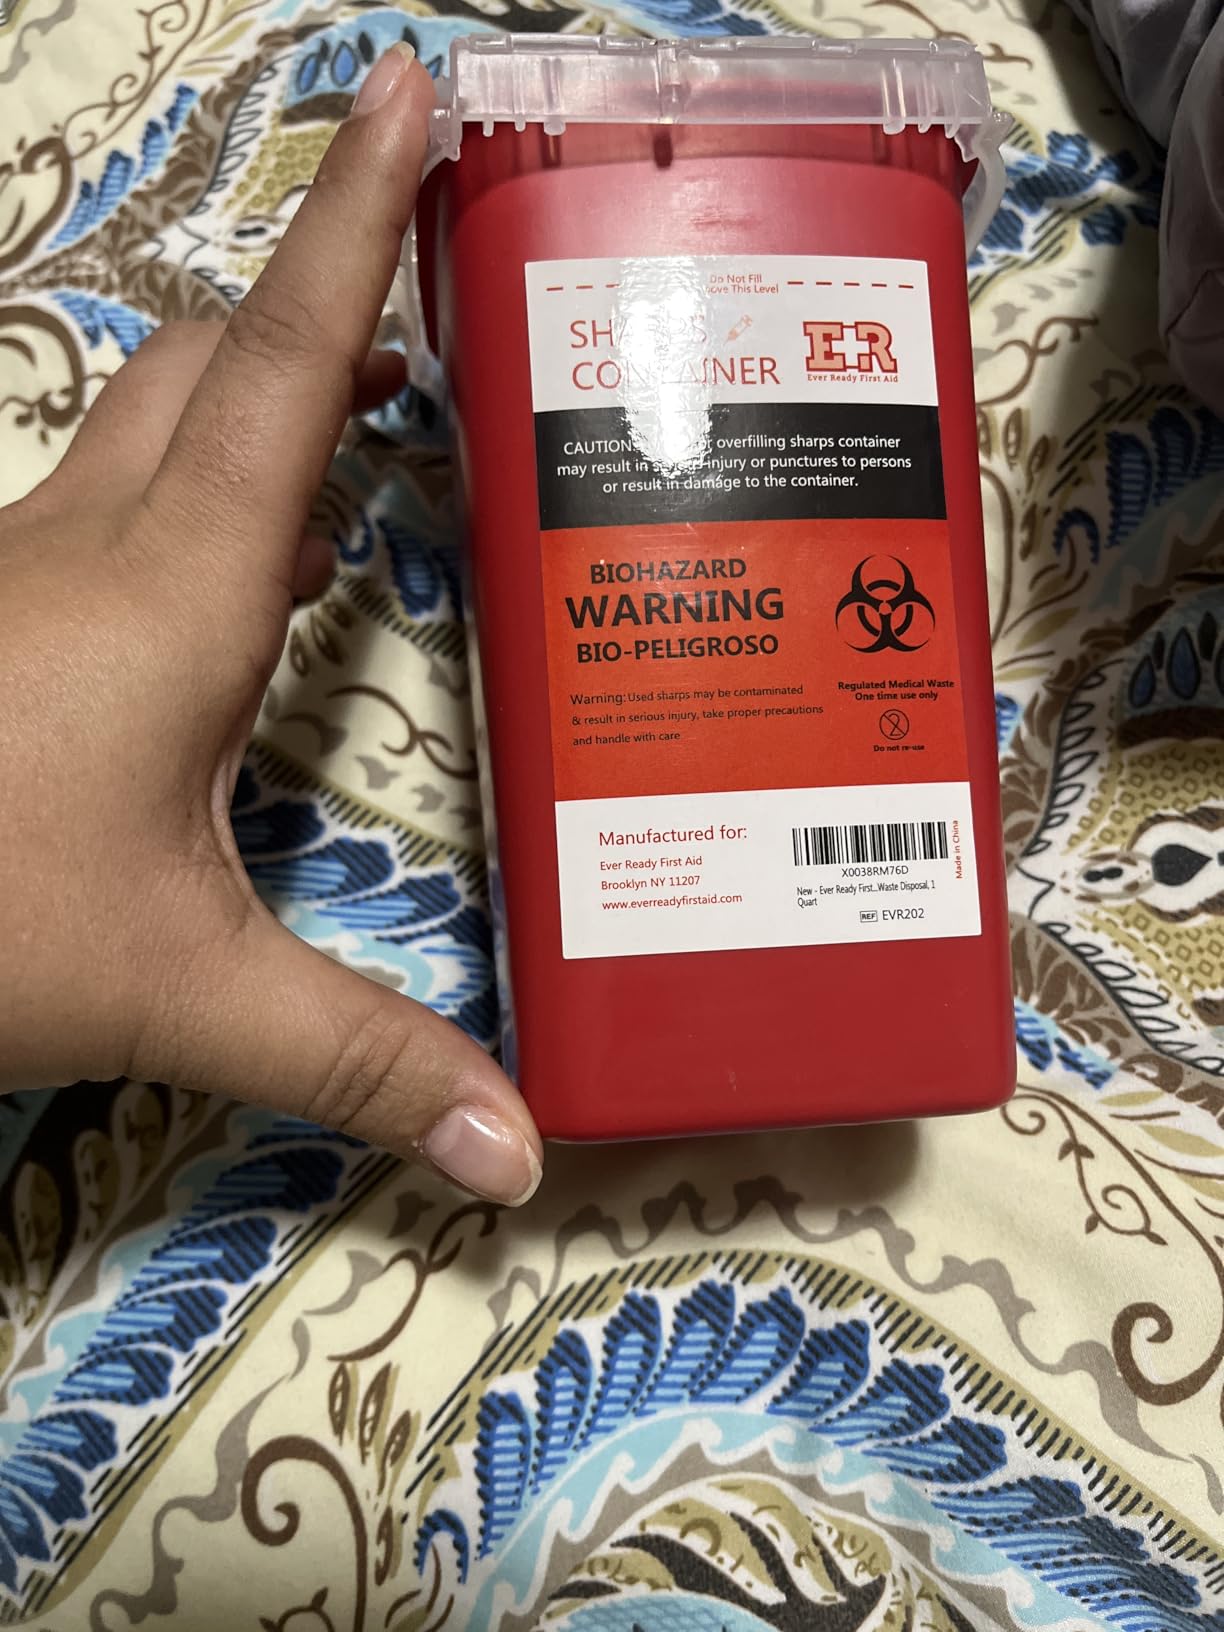 Do Not Fill
This Level
CONTAINER
ER
Ever Ready First Aid
CAUTION overfilling sharps container
may result in injury or punctures to persons
or result in damage to the container.
BIOHAZARD
WARNING
BIO-PELIGROSO
Warning: Used sharps may be contaminated
& result in serious injury, take proper precautions
and handle with care
Regulated Medical Waste
One time use only
2
Do not re-use
Manufactured for:
Ever Ready First Aid
Brooklyn NY 11207
www.everreadyfirstaid.com
X0038RM76D
New - Ever Ready First...Waste Disposal, 1
Quart
REF EVR202
Made in China